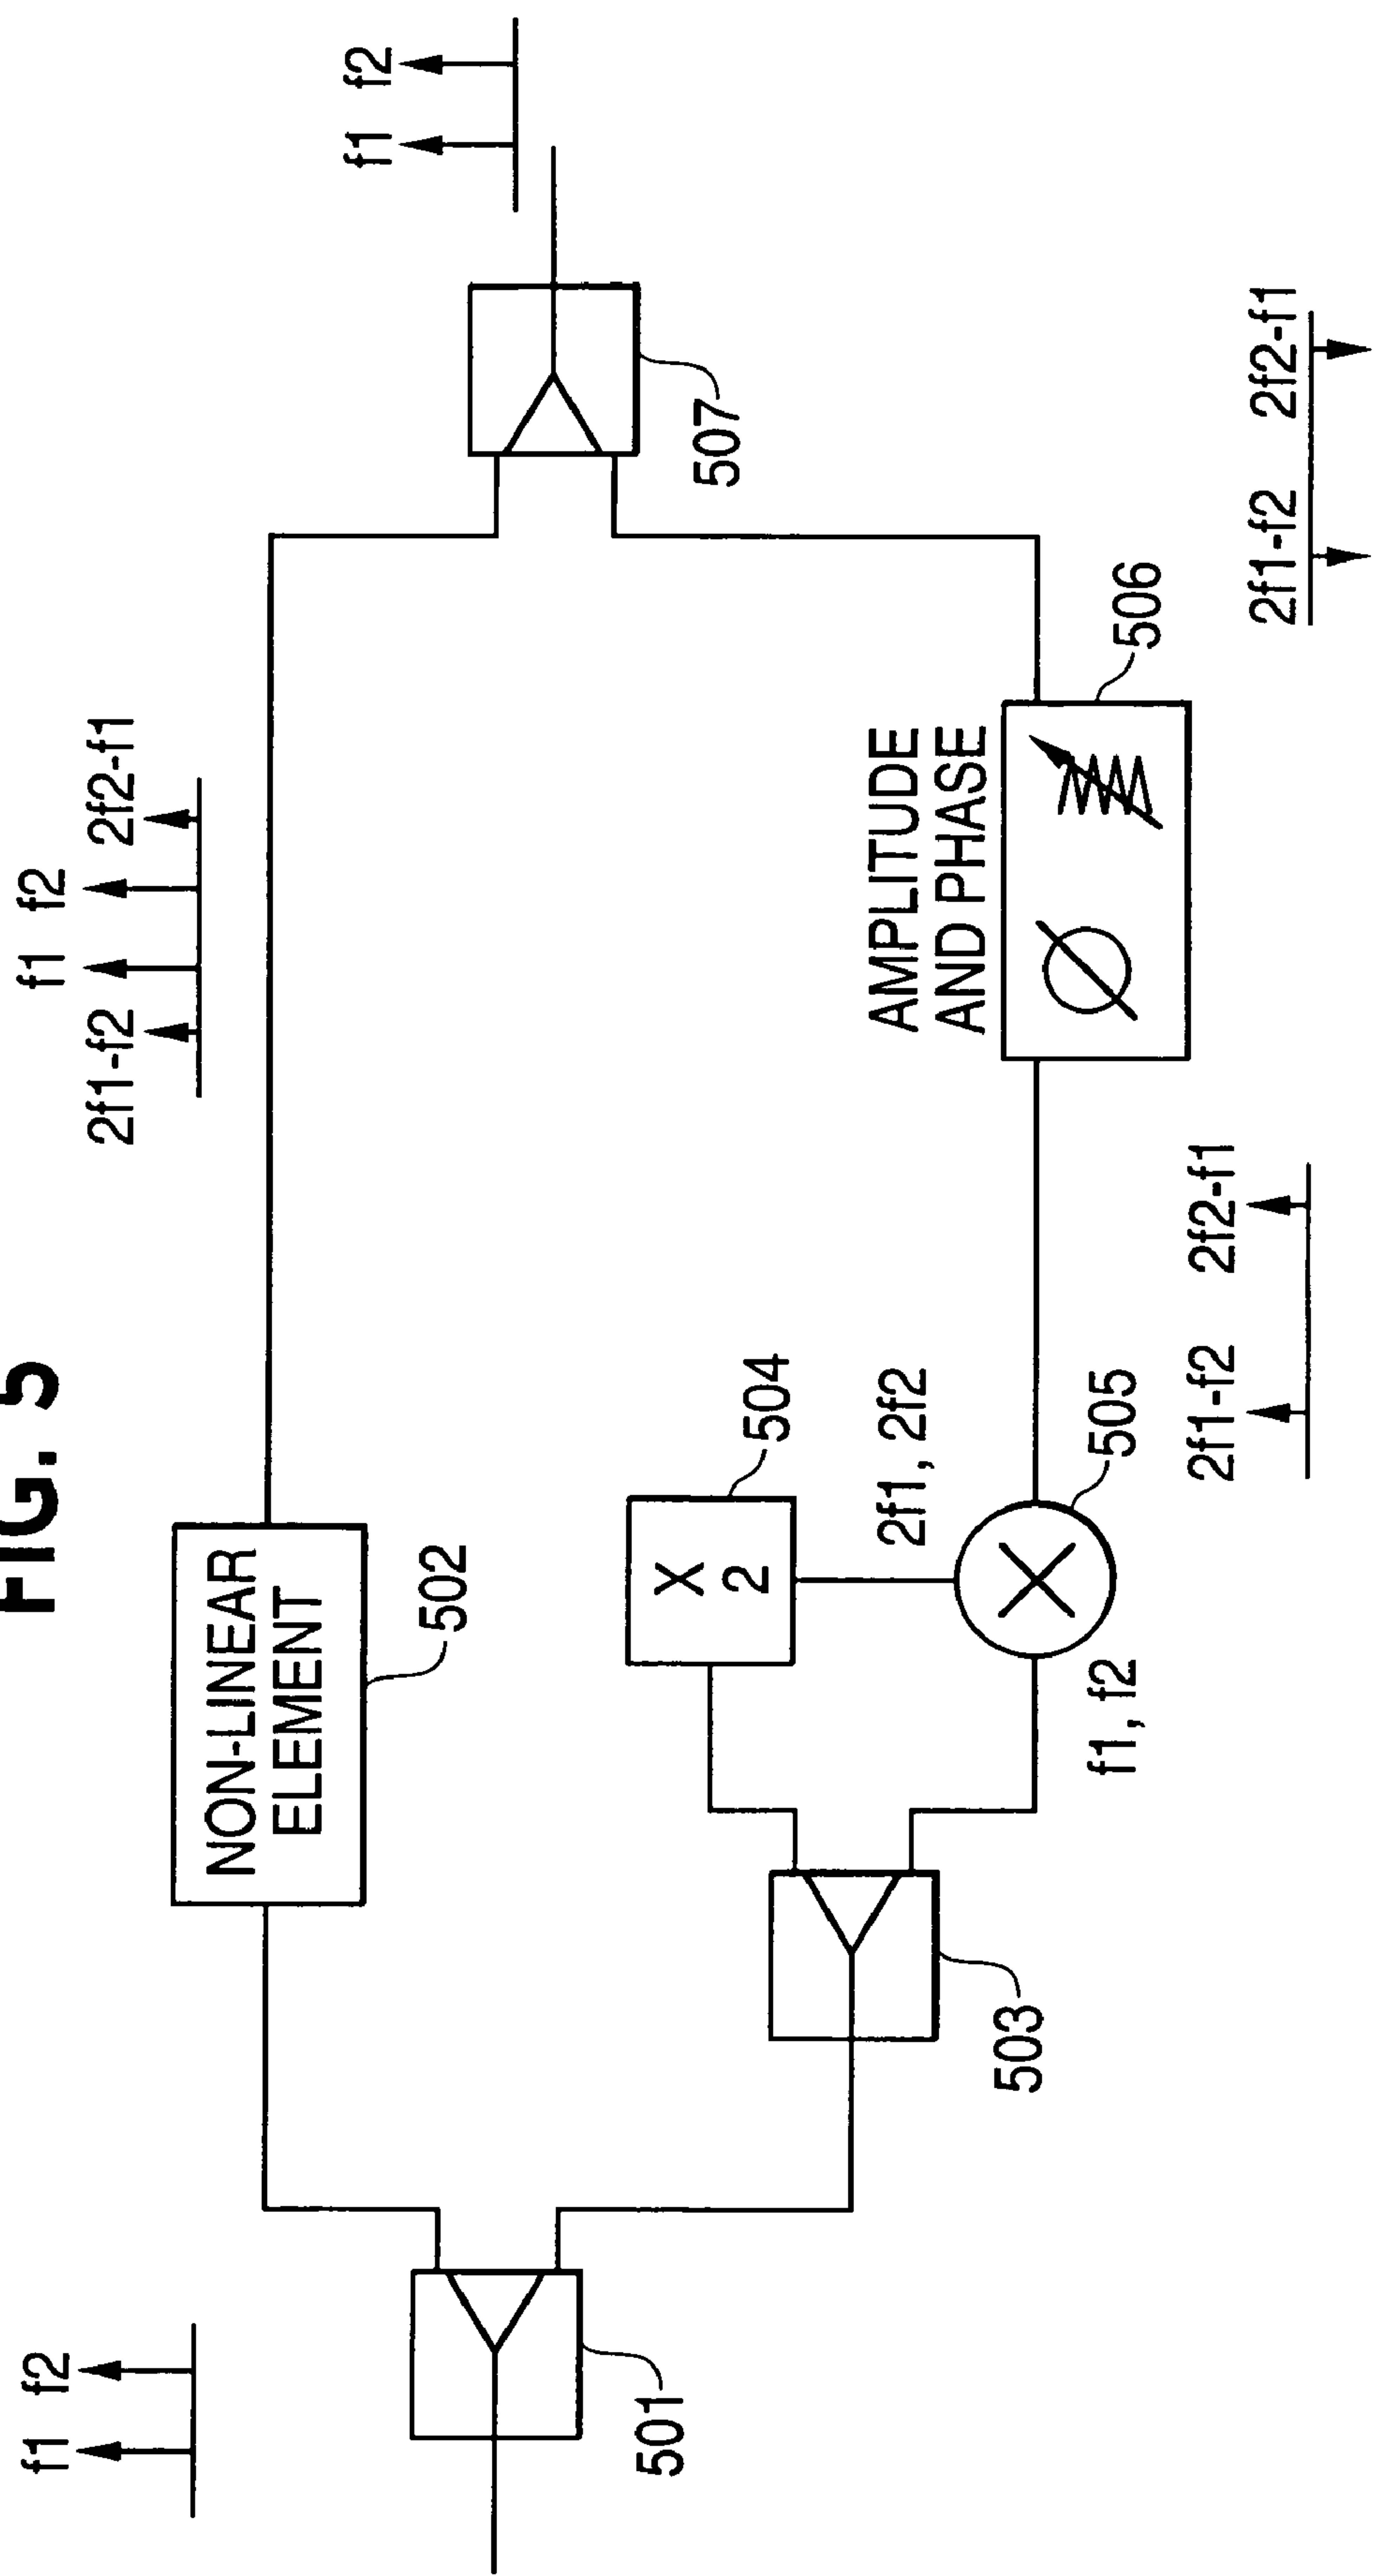 FIG. 5
f1 f2
501
NON-LINEAR
ELEMENT
502
f1 f2
2f1-f2 2f2-f1
503
X
2
504
2f1, 2f2
f1, f2
505
2f1-f2 2f2-f1
AMPLITUDE
AND PHASE
506
2f1-f2 2f2-f1
507
f1 f2